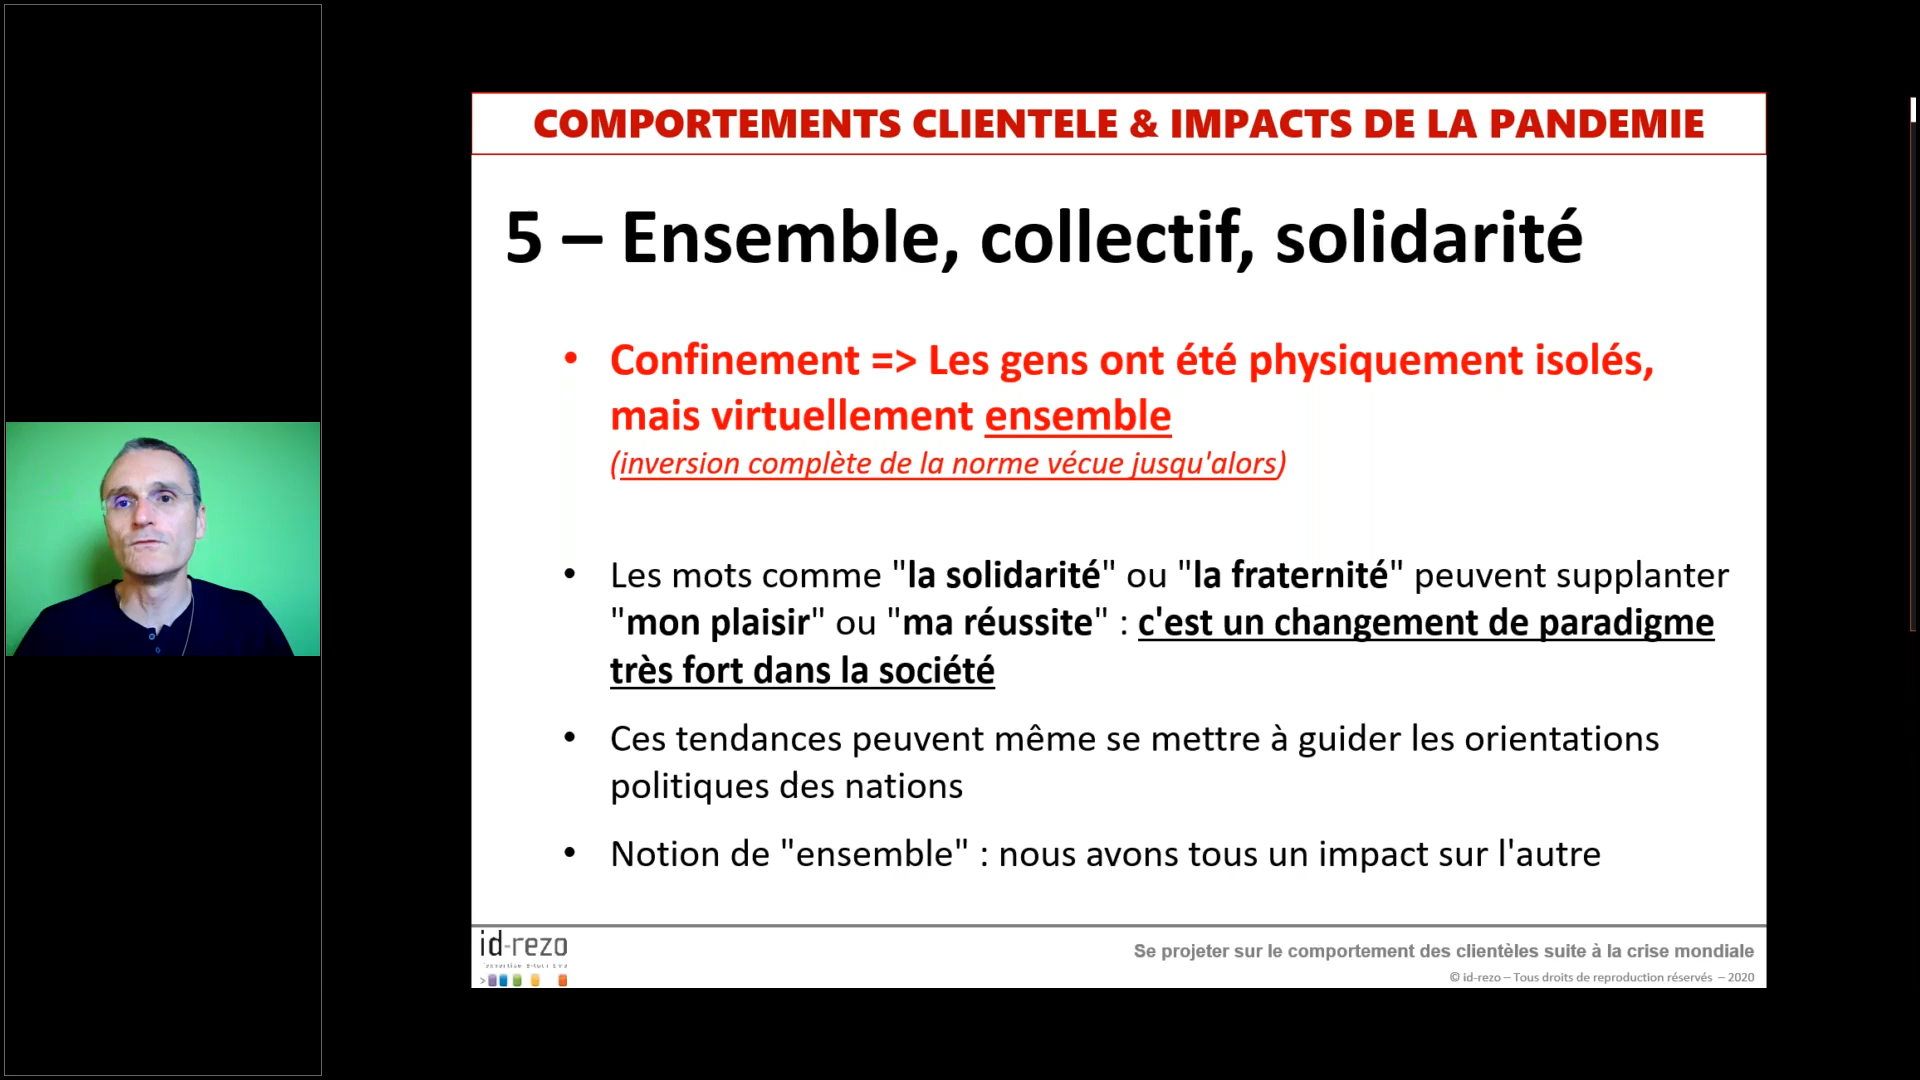 COMPORTEMENTS CLIENTELE & IMPACTS DE LA PANDEMIE
5 – Ensemble, collectif, solidarité
• Confinement => Les gens ont été physiquement isolés,
mais virtuellement ensemble
(inversion complète de la norme vécue jusqu'alors)
• Les mots comme "la solidarité" ou "la fraternité" peuvent supplanter
"mon plaisir" ou "ma réussite" : c'est un changement de paradigme
très fort dans la société
• Ces tendances peuvent même se mettre à guider les orientations
politiques des nations
• Notion de "ensemble" : nous avons tous un impact sur l'autre
id-rezo
Se projeter sur le comportement des clientèles suite à la crise mondiale
© id-rezo – Tous droits de reproduction réservés – 2020